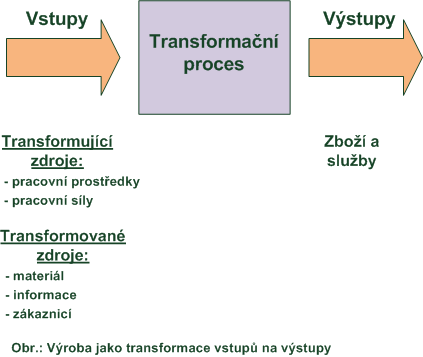 Vstupy
Transformační
proces
Výstupy
Transformující
zdroje:
- pracovní prostředky
- pracovní síly
Zboží a
služby
Transformované
zdroje:
- materiál
- informace
- zákaznicí
Obr.: Výroba jako transformace vstupů na výstupy